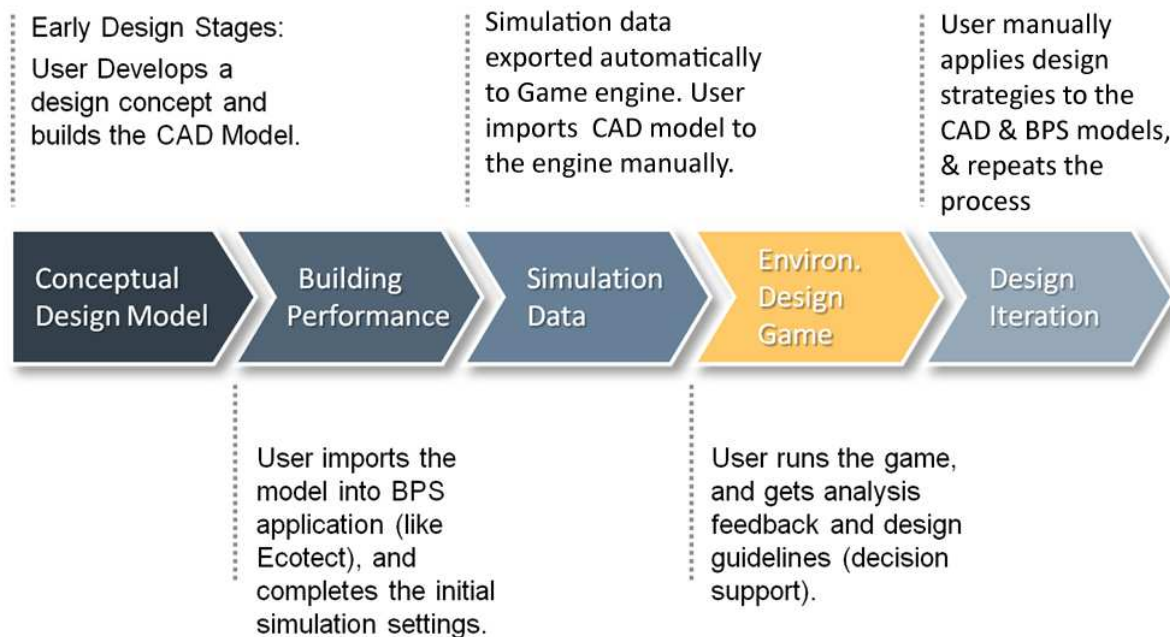 Early Design Stages:
User Develops a
design concept and
builds the CAD Model.
Simulation data
exported automatically
to Game engine. User
imports CAD model to
the engine manually.
User manually
applies design
strategies to the
CAD & BPS models,
& repeats the
process
Conceptual
Design Model
Building
Performance
Simulation
Data
Environ.
Design
Game
Design
Iteration
User imports the
model into BPS
application (like
Ecotect), and
completes the initial
simulation settings.
User runs the game,
and gets analysis
feedback and design
guidelines (decision
support).